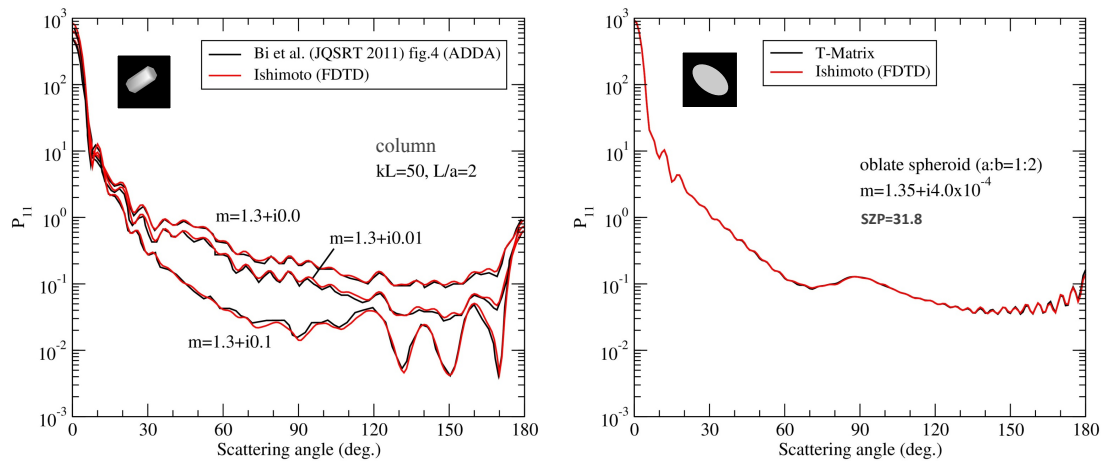 10^3
10^2
10^1
10^0
10^-1
10^-2
10^-3
P_11
Bi et al. (JQSRT 2011) fig.4 (ADDA)
Ishimoto (FDTD)
column
kL=50, L/a=2
m=1.3+i0.0
m=1.3+i0.01
m=1.3+i0.1
0 30 60 90 120 150 180
Scattering angle (deg.)
10^3
10^2
10^1
10^0
10^-1
10^-2
10^-3
P_11
T-Matrix
Ishimoto (FDTD)
oblate spheroid (a:b=1:2)
m=1.35+i4.0x10^-4
SZP=31.8
0 30 60 90 120 150 180
Scattering angle (deg.)